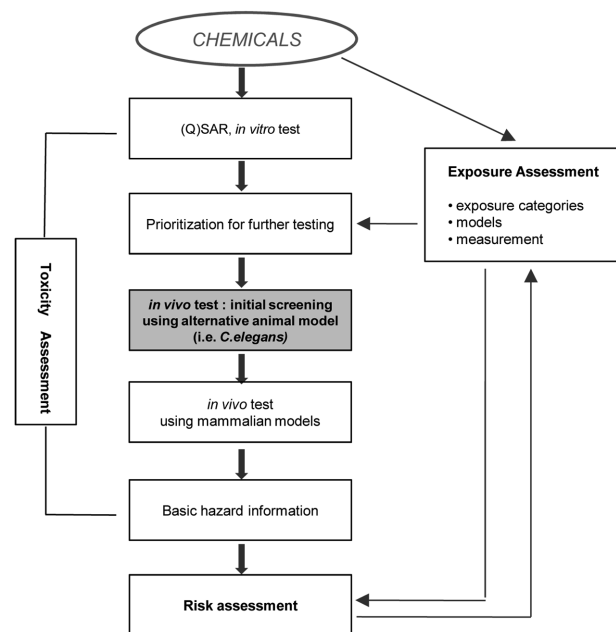 CHEMICALS
(Q)SAR, in vitro test
Exposure Assessment
• exposure categories
• models
• measurement
Prioritization for further testing
Toxicity Assessment
in vivo test : initial screening
using alternative animal model
(i.e. C.elegans)
in vivo test
using mammalian models
Basic hazard information
Risk assessment